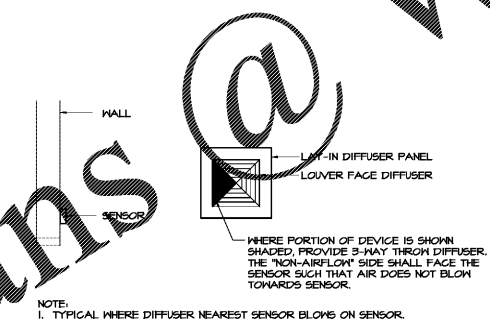 WALL
LAY-IN DIFFUSER PANEL
LOUVER FACE DIFFUSER
SENSOR
WHERE PORTION OF DEVICE IS SHOWN
SHADED, PROVIDE 3-WAY THROW DIFFUSER.
THE "NON-AIRFLOW" SIDE SHALL FACE THE
SENSOR SUCH THAT AIR DOES NOT BLOW
TOWARDS SENSOR.
NOTE:
1. TYPICAL WHERE DIFFUSER NEAREST SENSOR BLOWS ON SENSOR.